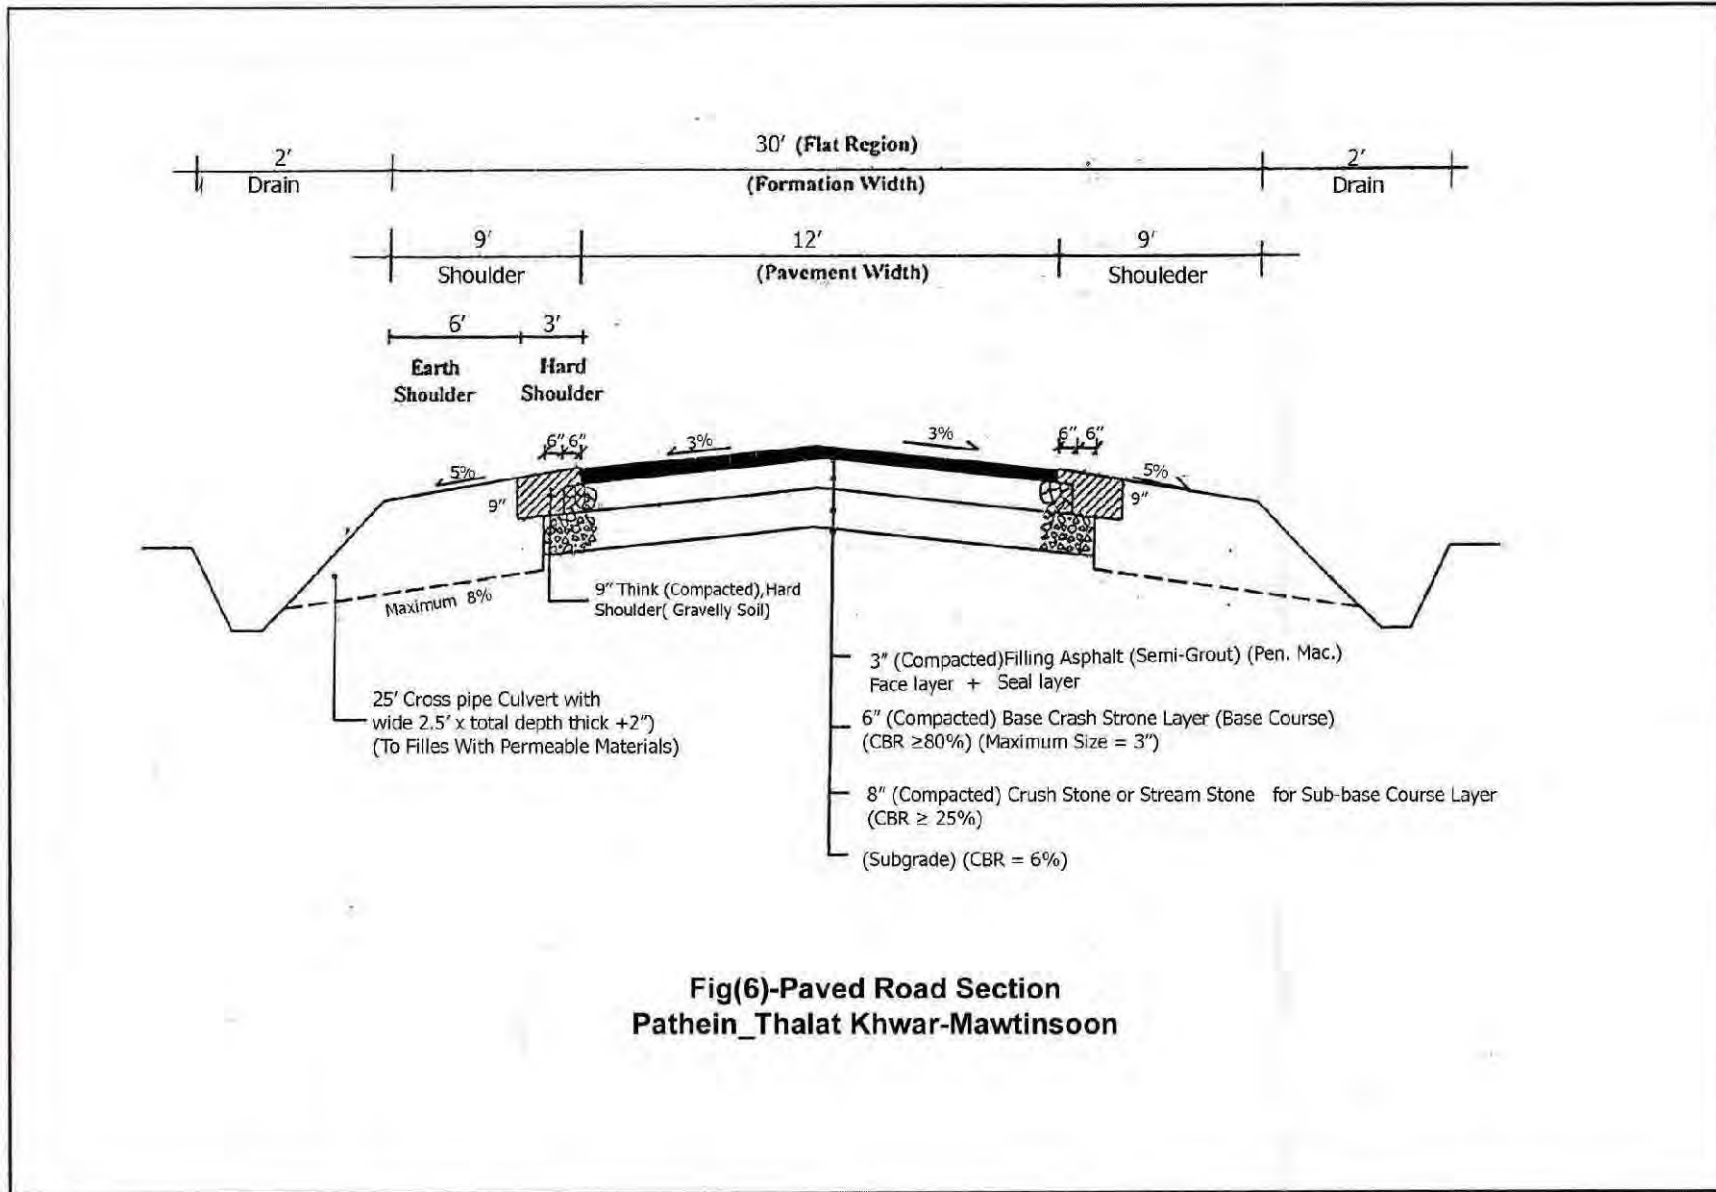 30' (Flat Region)
2'
2'
Drain
(Formation Width)
Drain
9'
12'
9'
Shoulder
(Pavement Width)
Shouleder
6'
3'
Earth
Shoulder
Hard
Shoulder
6" 6"
3%
3%
6" 6"
5%
5%
9"
9"
Maximum 8%
9" Think (Compacted),Hard
Shoulder( Gravelly Soil)
3" (Compacted)Filling Asphalt (Semi-Grout) (Pen. Mac.)
Face layer + Seal layer
25' Cross pipe Culvert with
wide 2.5' x total depth thick +2")
(To Filles With Permeable Materials)
6" (Compacted) Base Crash Strone Layer (Base Course)
(CBR ≥80%) (Maximum Size = 3")
8" (Compacted) Crush Stone or Stream Stone for Sub-base Course Layer
(CBR ≥ 25%)
(Subgrade) (CBR = 6%)
Fig(6)-Paved Road Section
Pathein_Thalat Khwar-Mawtinsoon